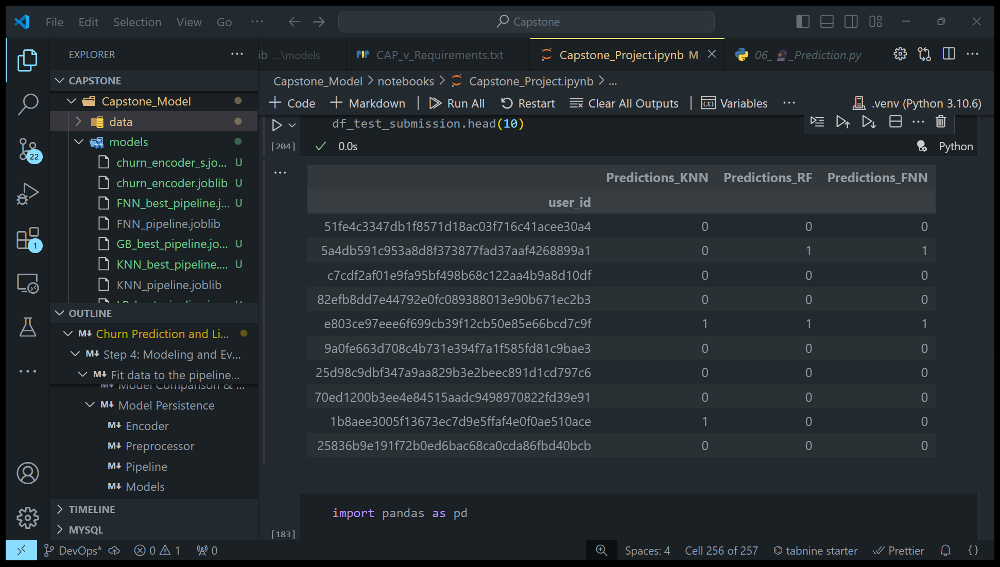 File Edit Selection View Go ··· Capstone
EXPLORER ···
CAPSTONE
Capstone_Model
data
models
churn_encoder_s.jo... U
churn_encoder.joblib U
FNN_best_pipeline.j... U
FNN_pipeline.joblib
GB_best_pipeline.jo... U
KNN_best_pipeline.... U
KNN_pipeline.joblib
OUTLINE
M↓ Churn Prediction and Li...
M↓ Step 4: Modeling and Ev...
M↓ Fit data to the pipeline...
M↓ Model Comparison & ...
M↓ Model Persistence
M↓ Encoder
M↓ Preprocessor
M↓ Pipeline
M↓ Models
TIMELINE
MYSQL
22
1
ib ...\models CAP_v_Requirements.txt Capstone_Project.ipynb M 06_🔮_Prediction.py ···
Capstone_Model > notebooks > Capstone_Project.ipynb > ...
+ Code + Markdown | Run All Restart Clear All Outputs | Variables ··· .venv (Python 3.10.6)
df_test_submission.head(10)
[204] ✓ 0.0s Python
Predictions_KNN Predictions_RF Predictions_FNN
user_id
51fe4c3347db1f8571d18ac03f716c41acee30a4 0 0 0
5a4db591c953a8d8f373877fad37aaf4268899a1 0 1 1
c7cdf2af01e9fa95bf498b68c122aa4b9a8d10df 0 0 0
82efb8dd7e44792e0fc089388013e90b671ec2b3 0 0 0
e803ce97eee6f699cb39f12cb50e85e66bcd7c9f 1 1 1
9a0fe663d708c4b731e394f7a1f585fd81c9bae3 0 0 0
25d98c9dbf347a9aa829b3e2beec891d1cd797c6 0 0 0
70ed1200b3ee4e84515aadc9498970822fd39e91 0 0 0
1b8aee3005f13673ec7d9e5ffaf4e0f0ae510ace 1 0 0
25836b9e191f72b0ed6bac68ca0cda86fbd40bcb 0 0 0
import pandas as pd
[183]
DevOps* 0 1 0 Spaces: 4 Cell 256 of 257 tabnine starter Prettier {}